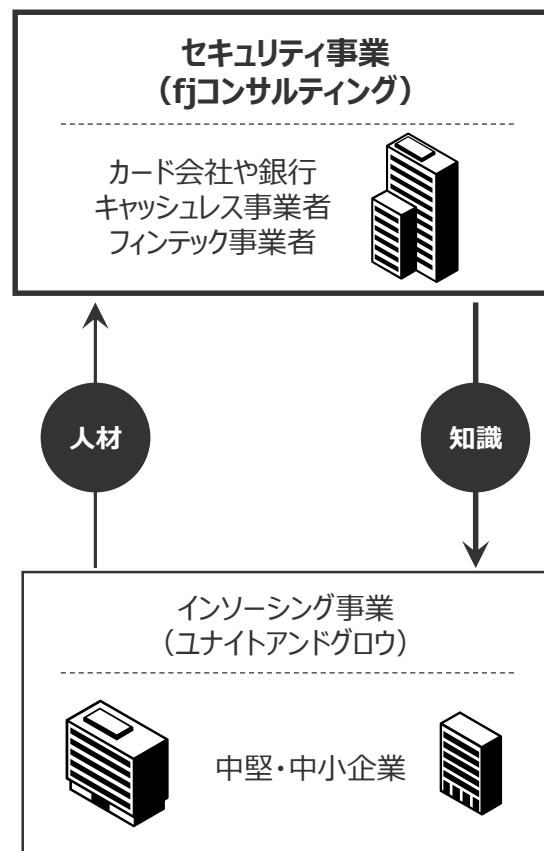 セキュリティ事業
（fjコンサルティング）
カード会社や銀行
キャッシュレス事業者
フィンテック事業者
人材
知識
インソーシング事業
（ユナイトアンドグロウ）
中堅・中小企業